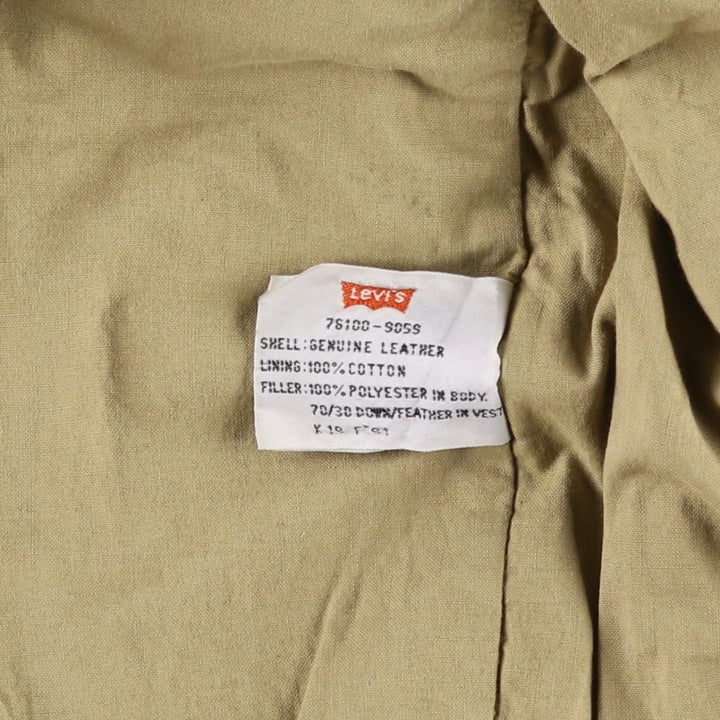 Levi's
76100-9059
SHELL:GENUINE LEATHER
LINING:100% COTTON
FILLER:100% POLYESTER IN BODY.
70/30 DOWN/FEATHER IN VEST